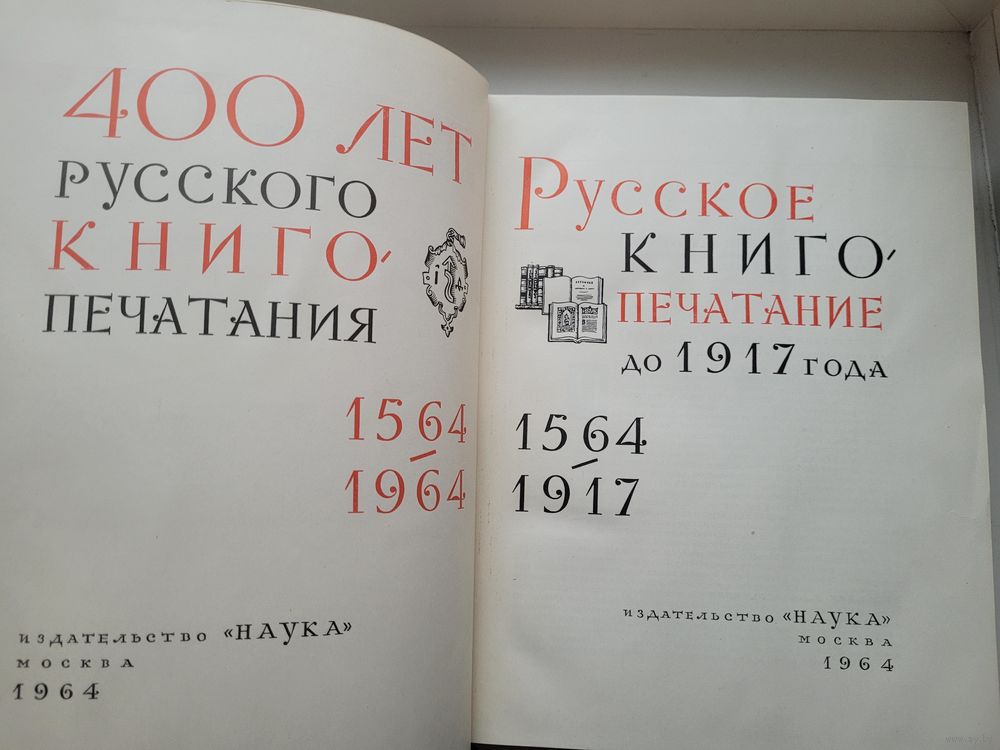 400 ЛЕТ
РУССКОГО
КНИГО-
ПЕЧАТАНИЯ
1564
–
1964
ИЗДАТЕЛЬСТВО «НАУКА»
МОСКВА
1964
РУССКОЕ
КНИГО-
ПЕЧАТАНИЕ
ДО 1917 ГОДА
1564
–
1917
ИЗДАТЕЛЬСТВО «НАУКА»
МОСКВА
1964